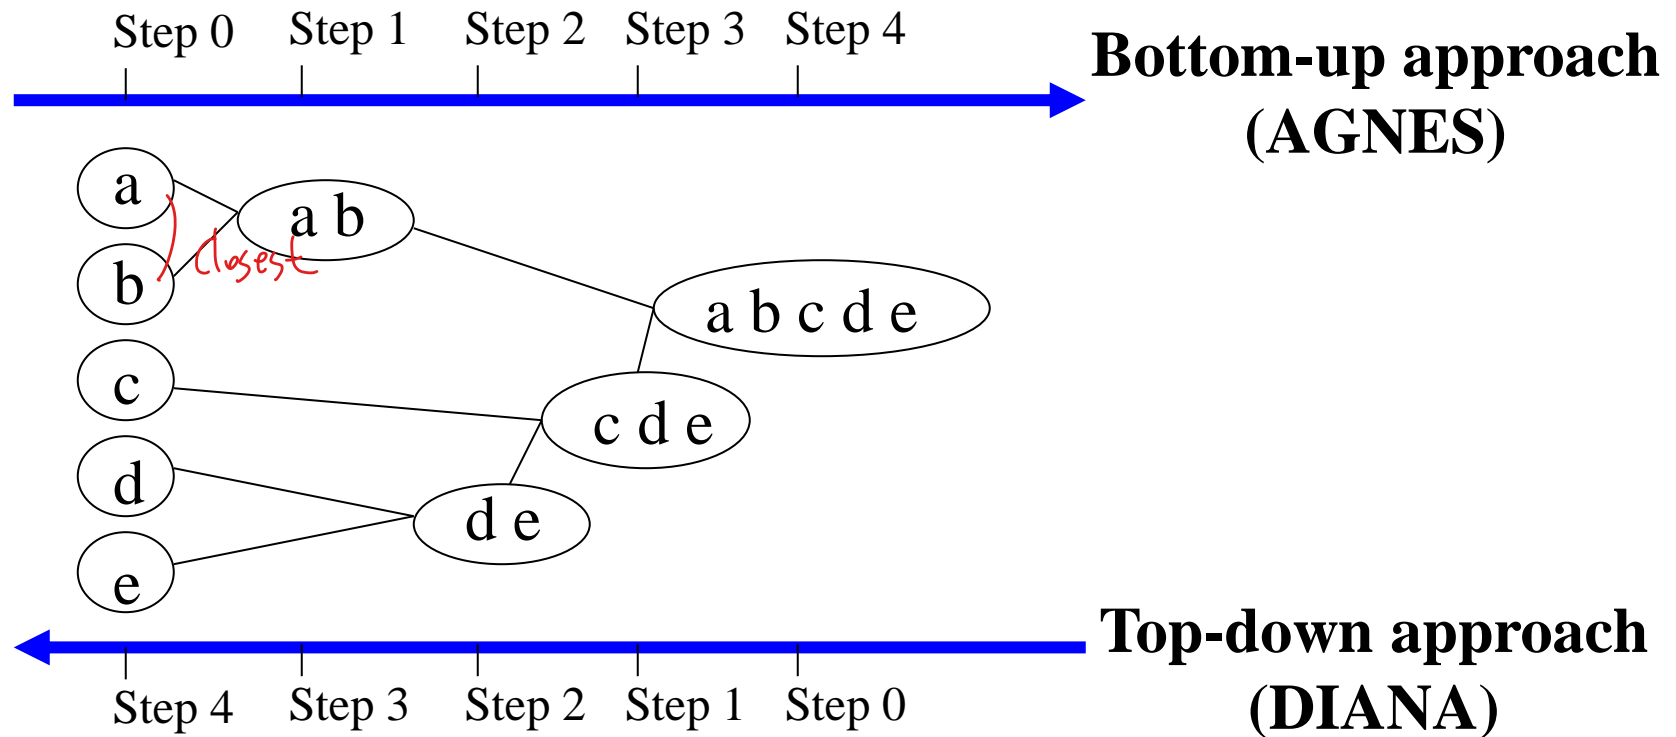 Step 0 Step 1 Step 2 Step 3 Step 4
Bottom-up approach
(AGNES)
a
a b
b
closest
a b c d e
c
c d e
d
d e
e
Top-down approach
(DIANA)
Step 4 Step 3 Step 2 Step 1 Step 0